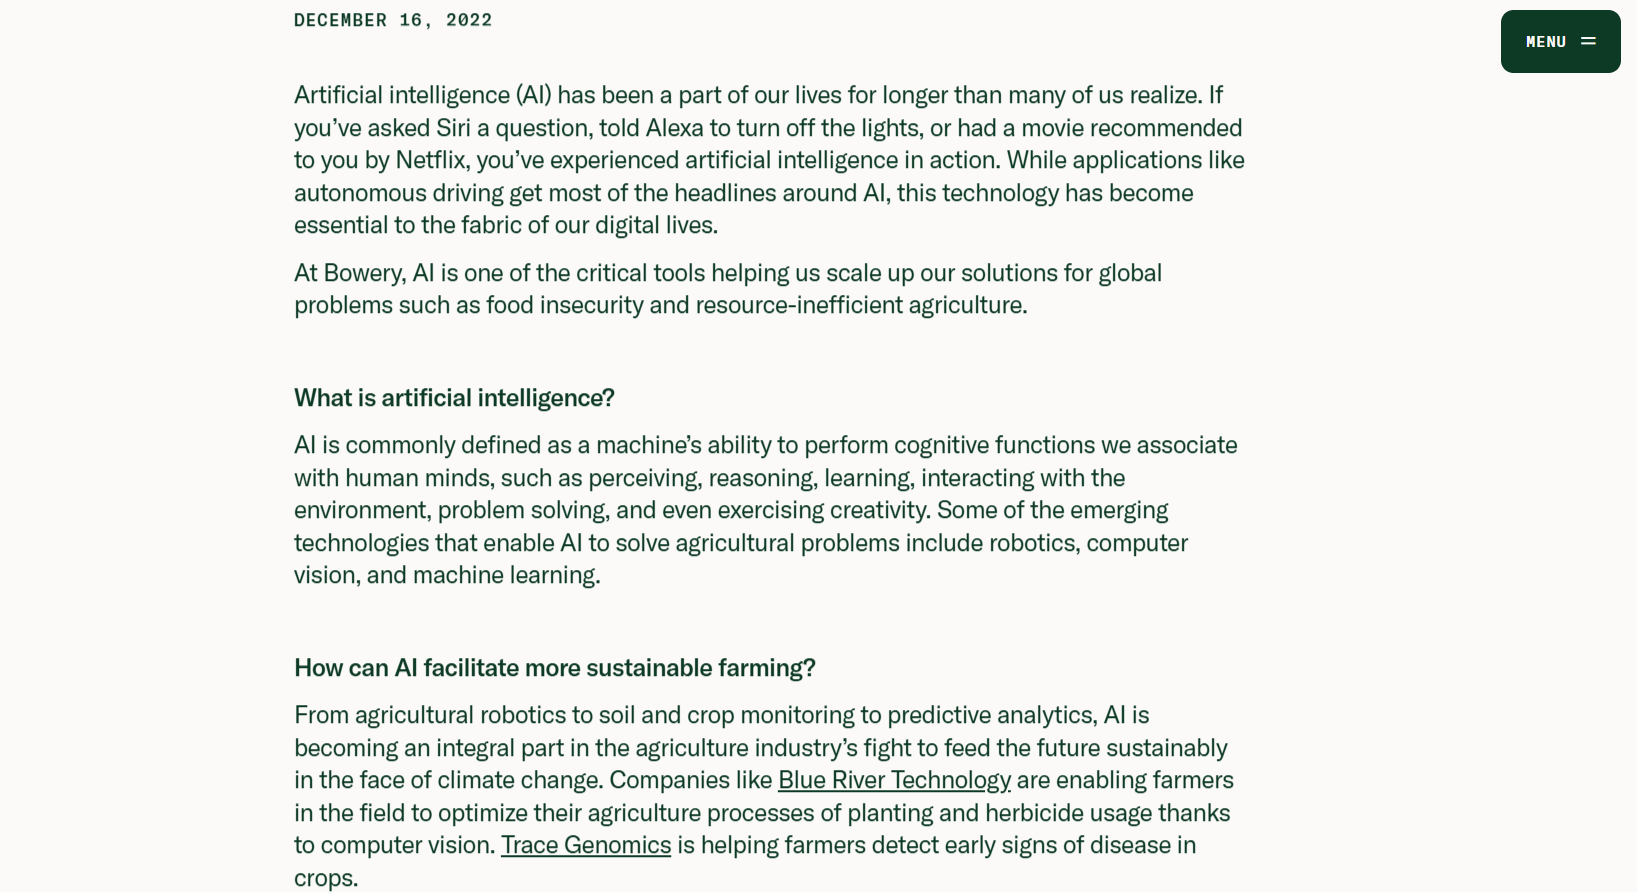 DECEMBER 16, 2022
MENU
Artificial intelligence (AI) has been a part of our lives for longer than many of us realize. If
you’ve asked Siri a question, told Alexa to turn off the lights, or had a movie recommended
to you by Netflix, you’ve experienced artificial intelligence in action. While applications like
autonomous driving get most of the headlines around AI, this technology has become
essential to the fabric of our digital lives.
At Bowery, AI is one of the critical tools helping us scale up our solutions for global
problems such as food insecurity and resource-inefficient agriculture.
What is artificial intelligence?
AI is commonly defined as a machine’s ability to perform cognitive functions we associate
with human minds, such as perceiving, reasoning, learning, interacting with the
environment, problem solving, and even exercising creativity. Some of the emerging
technologies that enable AI to solve agricultural problems include robotics, computer
vision, and machine learning.
How can AI facilitate more sustainable farming?
From agricultural robotics to soil and crop monitoring to predictive analytics, AI is
becoming an integral part in the agriculture industry’s fight to feed the future sustainably
in the face of climate change. Companies like Blue River Technology are enabling farmers
in the field to optimize their agriculture processes of planting and herbicide usage thanks
to computer vision. Trace Genomics is helping farmers detect early signs of disease in
crops.